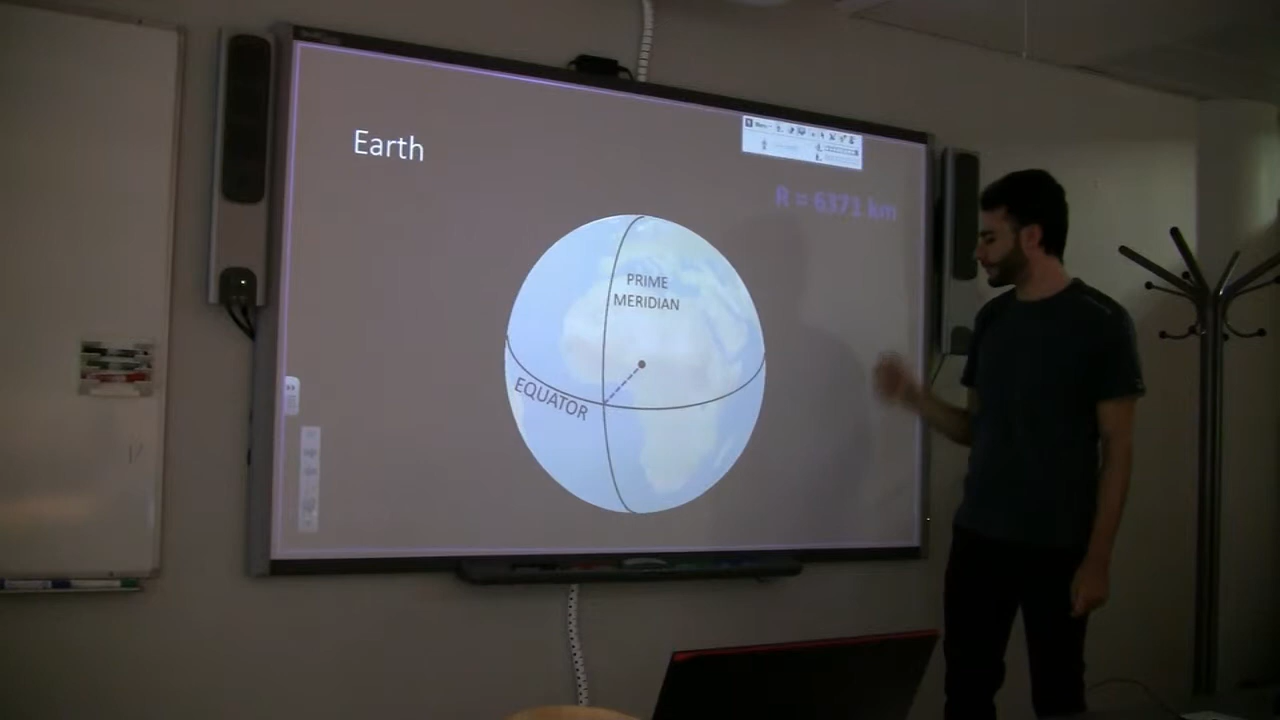 Earth
R = 6371 km
PRIME
MERIDIAN
EQUATOR